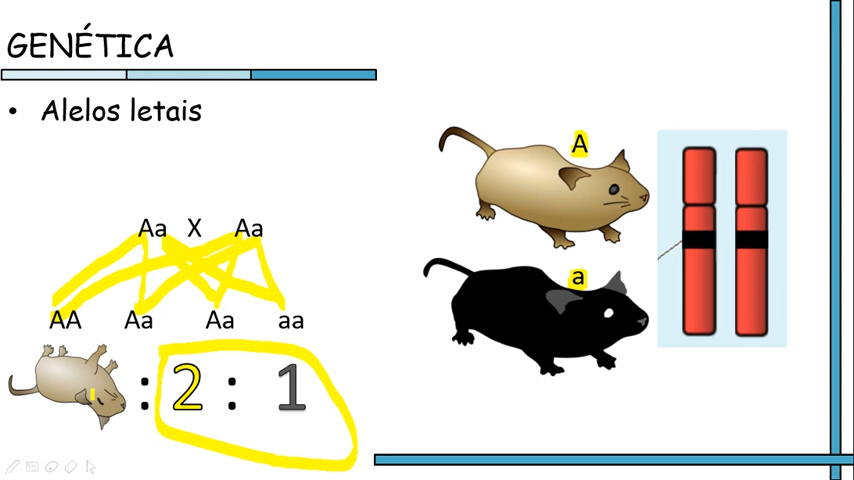 GENÉTICA
• Alelos letais
Aa X Aa
AA Aa Aa aa
: 2 : 1
A
a